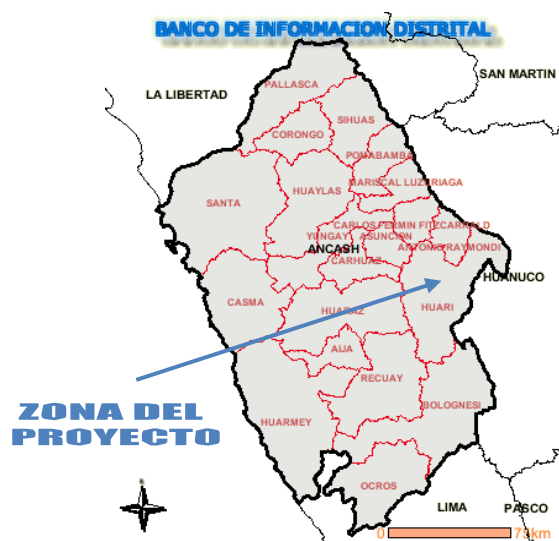 BANCO DE INFORMACION DISTRITAL
SAN MARTIN
LA LIBERTAD
PALLASCA
SIHUAS
CORONGO
POMABAMBA
MARISCAL LUZURIAGA
HUAYLAS
SANTA
CARLOS FERMIN FITZCARRALD
YUNGAY
ASUNCION
ANCASH
ANTONIO RAYMONDI
CARHUAZ
HUANUCO
CASMA
HUARI
HUARAZ
AIJA
RECUAY
ZONA DEL
PROYECTO
BOLOGNESI
HUARMEY
OCROS
LIMA
PASCO
0
75km